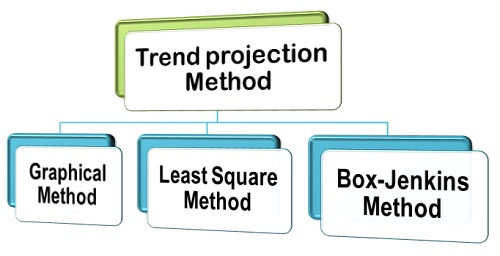 Trend projection
Method
Graphical
Method
Least Square
Method
Box-Jenkins
Method